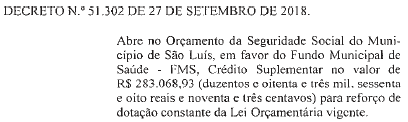 DECRETO N.º 51.302 DE 27 DE SETEMBRO DE 2018.
Abre no Orçamento da Seguridade Social do Muni-
cípio de São Luís, em favor do Fundo Municipal de
Saúde - FMS, Crédito Suplementar no valor de
R$ 283.068,93 (duzentos e oitenta e três mil, sessenta
e oito reais e noventa e três centavos) para reforço de
dotação constante da Lei Orçamentária vigente.